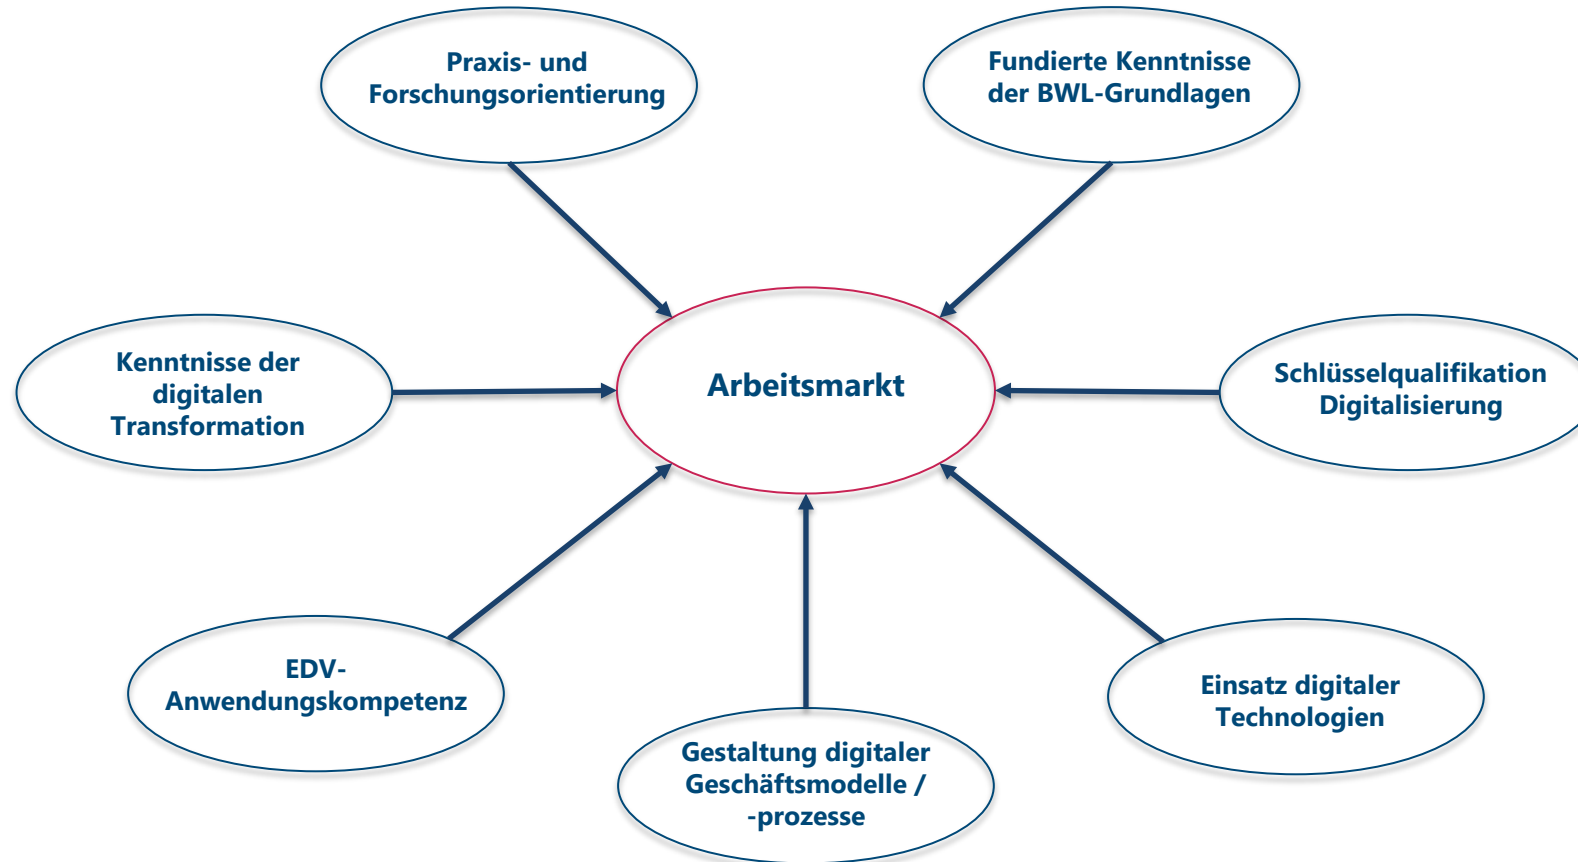 Praxis- und
Forschungsorientierung
Fundierte Kenntnisse
der BWL-Grundlagen
Kenntnisse der
digitalen
Transformation
Arbeitsmarkt
Schlüsselqualifikation
Digitalisierung
EDV-
Anwendungskompetenz
Gestaltung digitaler
Geschäftsmodelle /
-prozesse
Einsatz digitaler
Technologien